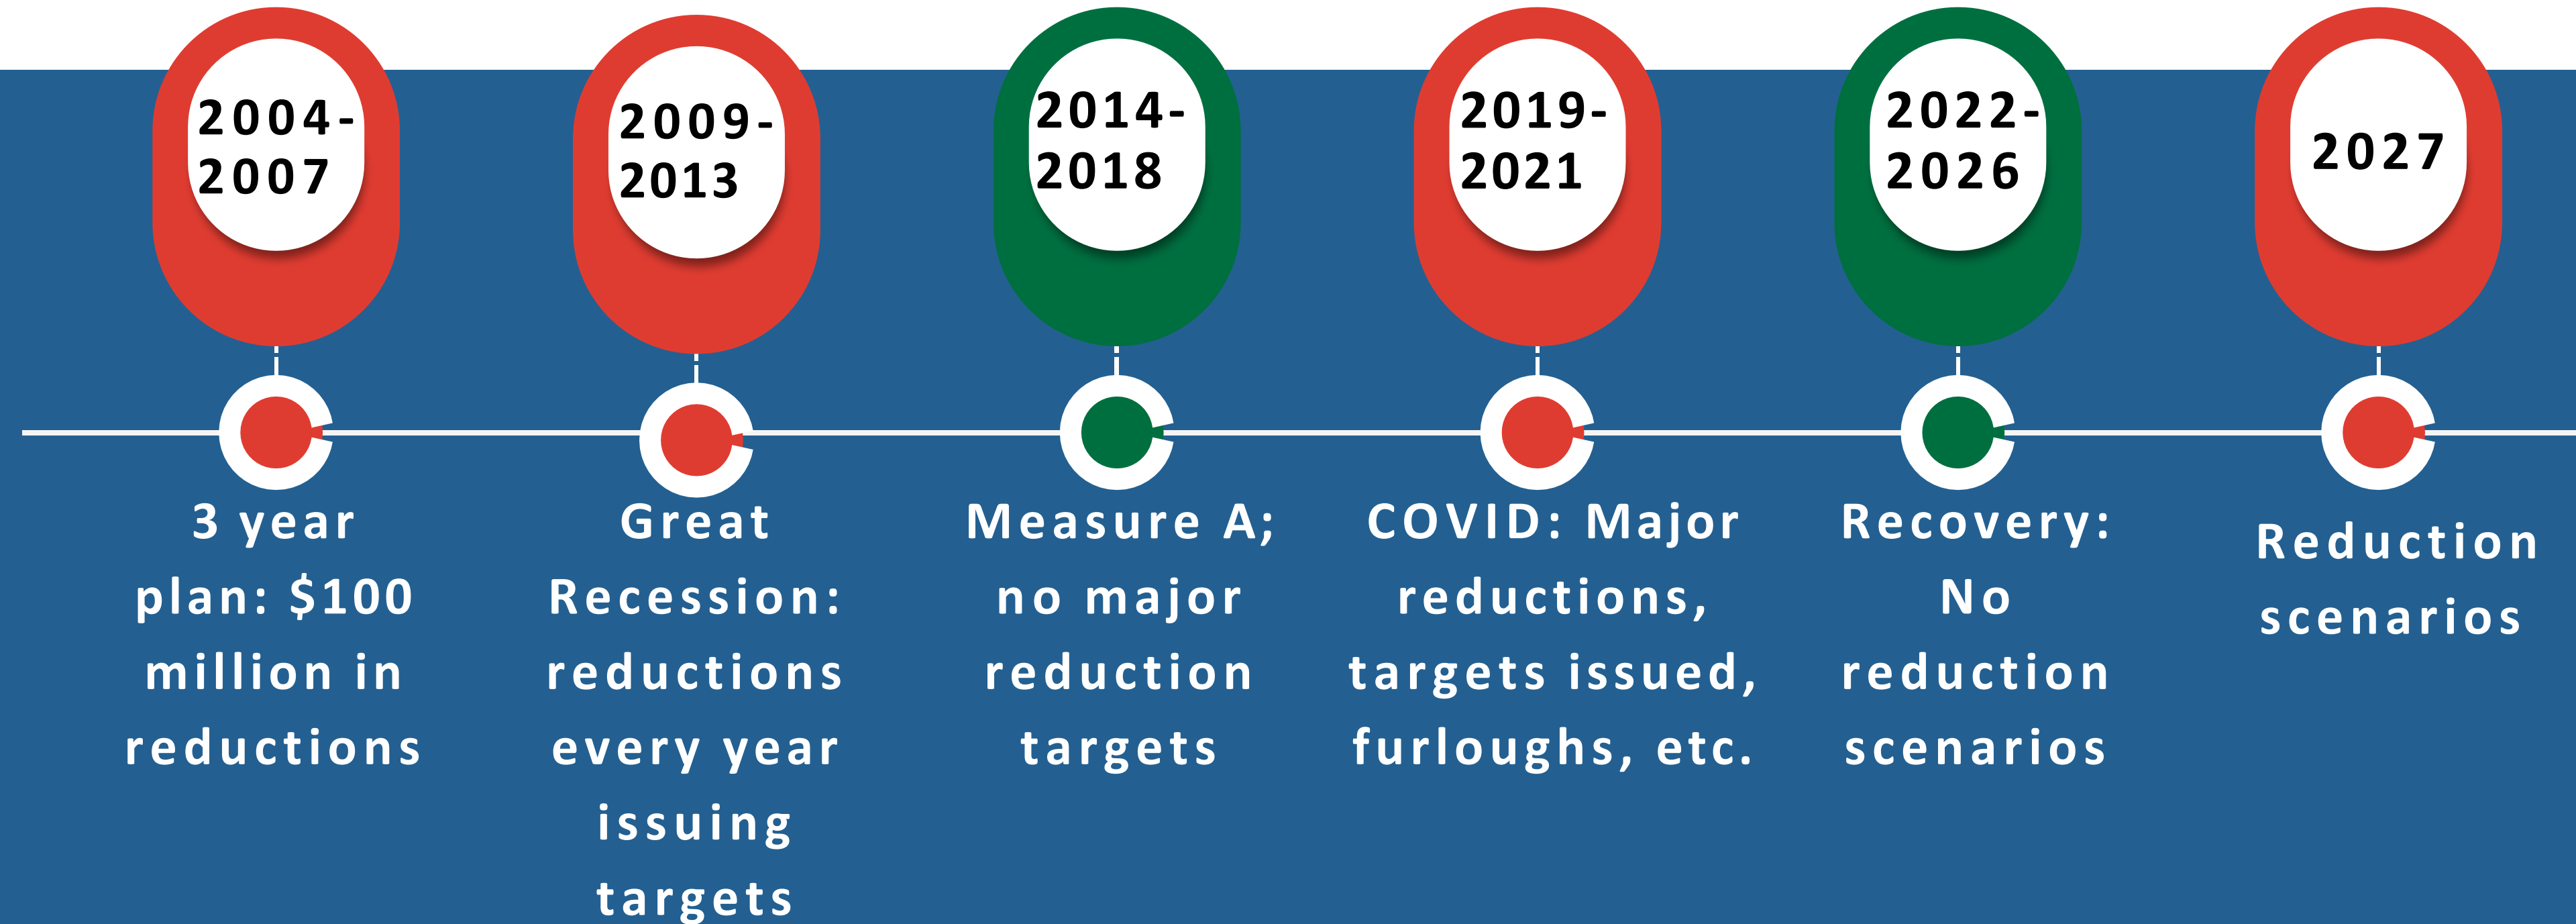 2004-
2007
3 year
plan: $100
million in
reductions
2009-
2013
Great
Recession:
reductions
every year
issuing
targets
2014-
2018
Measure A;
no major
reduction
targets
2019-
2021
COVID: Major
reductions,
targets issued,
furloughs, etc.
2022-
2026
Recovery:
No
reduction
scenarios
2027
Reduction
scenarios